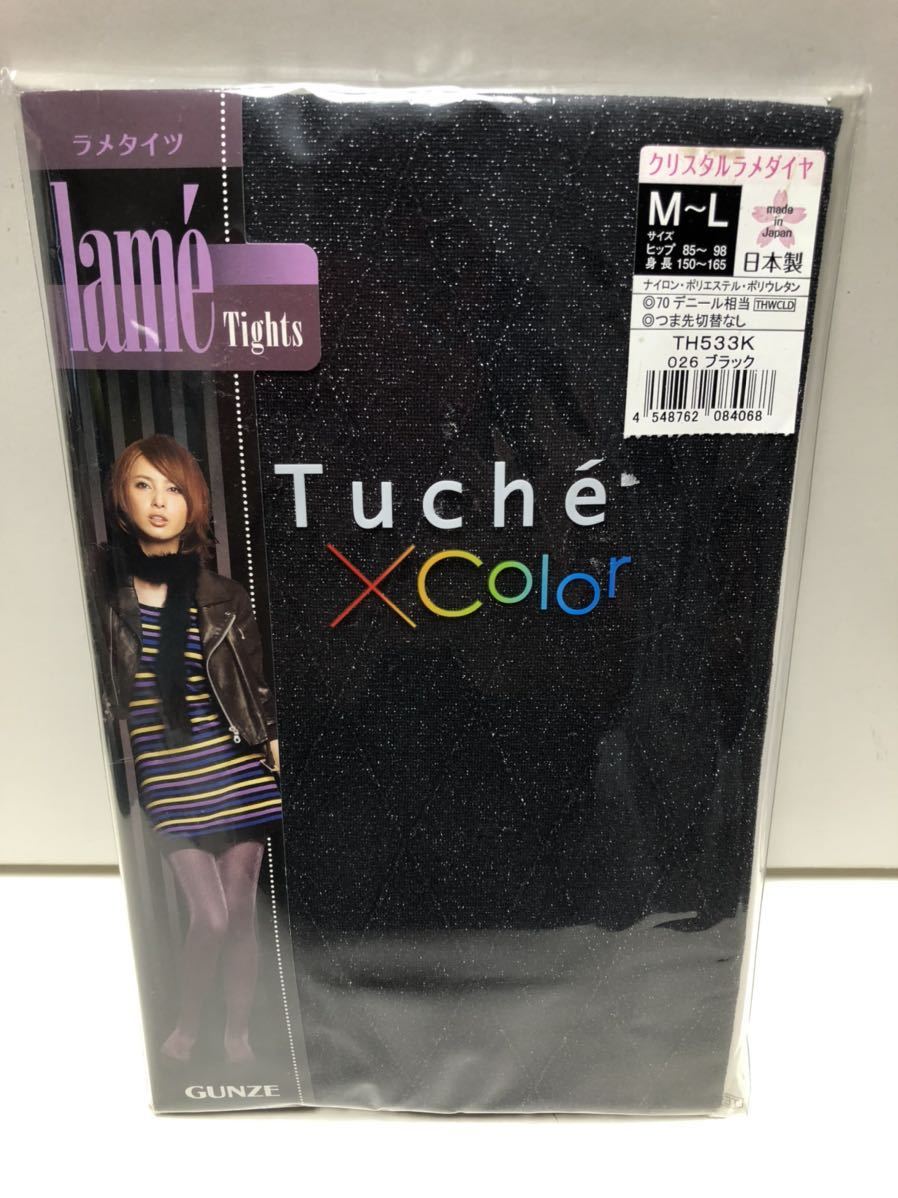 ラメタイツ
lamé
Tights
クリスタルラメダイヤ
M～L
サイズ
ヒップ 85～ 98
身長 150～165
made
in
Japan
日本製
ナイロン・ポリエステル・ポリウレタン
◎70 デニール相当 THWCLD
◎つま先切替なし
TH533K
026 ブラック
4 548762 084068
Tuché
×Color
GUNZE